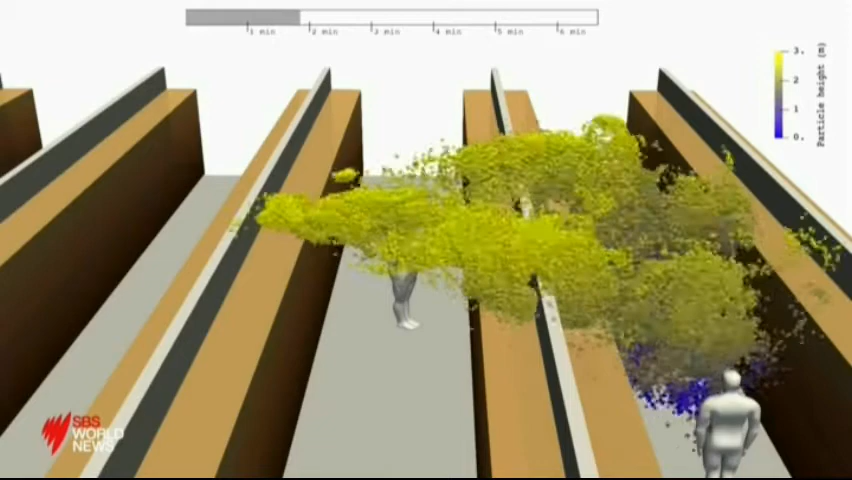 1 min 2 min 3 min 4 min 5 min 6 min
3.
2
1
0.
Particle height (m)
SBS
WORLD
NEWS